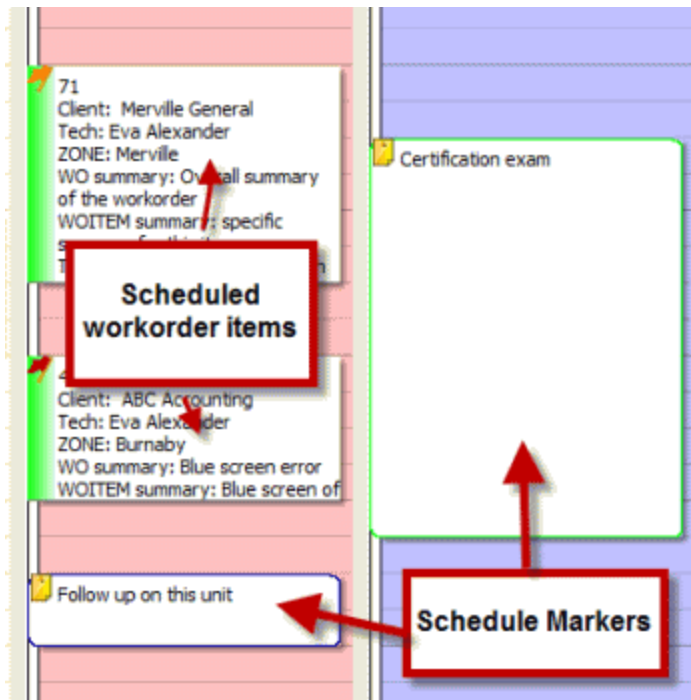 71
Client: Merville General
Tech: Eva Alexander
ZONE: Merville
WO summary: Overall summary
of the workorder
WOITEM summary: specific
Scheduled
workorder items
Client: ABC Accounting
Tech: Eva Alexander
ZONE: Burnaby
WO summary: Blue screen error
WOITEM summary: Blue screen of
Follow up on this unit
Certification exam
Schedule Markers